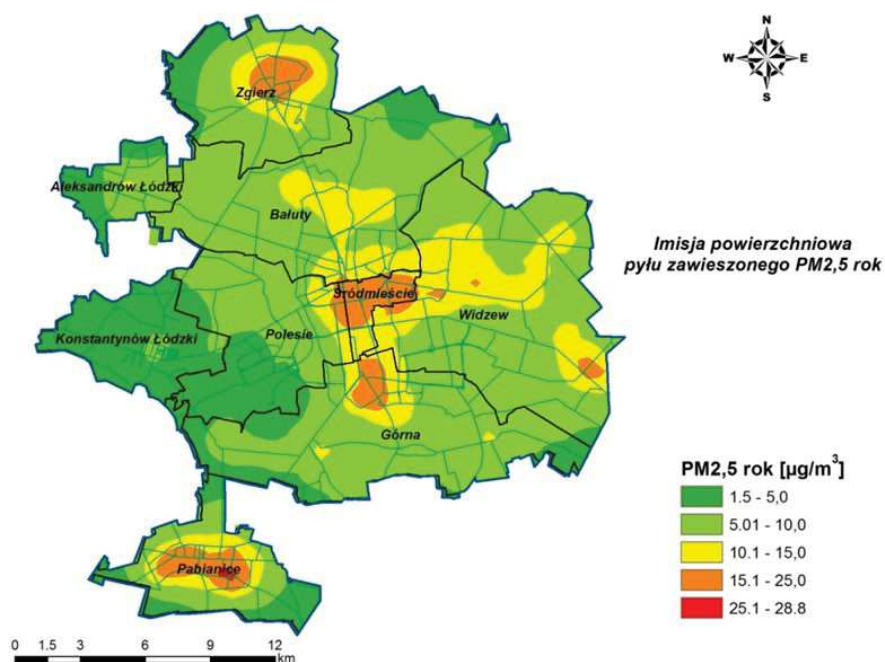 N
W E
S
Zgierz
Aleksandrów Łódzki
Bałuty
Imisja powierzchniowa
pyłu zawieszonego PM2,5 rok
Śródmieście
Konstantynów Łódzki
Polesie
Widzew
Górna
PM2,5 rok [µg/m³]
1.5 - 5,0
5.01 - 10,0
10.1 - 15,0
15.1 - 25,0
25.1 - 28.8
Pabianice
0 1.5 3 6 9 12
km